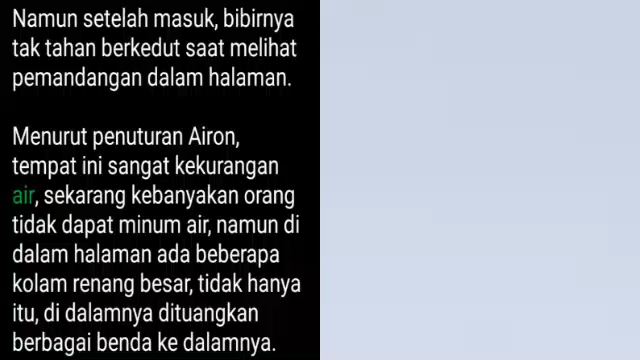 Namun setelah masuk, bibirnya
tak tahan berkedut saat melihat
pemandangan dalam halaman.
Menurut penuturan Airon,
tempat ini sangat kekurangan
air, sekarang kebanyakan orang
tidak dapat minum air, namun di
dalam halaman ada beberapa
kolam renang besar, tidak hanya
itu, di dalamnya dituangkan
berbagai benda ke dalamnya.